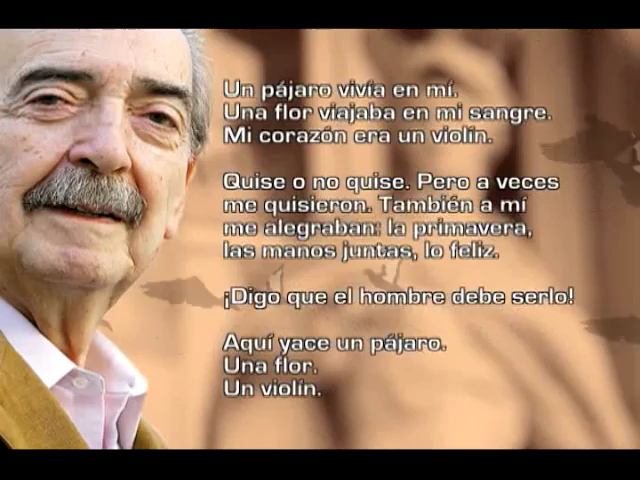 Un pájaro vivía en mí.
Una flor viajaba en mi sangre.
Mi corazón era un violín.
Quise o no quise. Pero a veces
me quisieron. También a mí
me alegraban: la primavera,
las manos juntas, lo feliz.
¡Digo que el hombre debe serlo!
Aquí yace un pájaro.
Una flor.
Un violín.